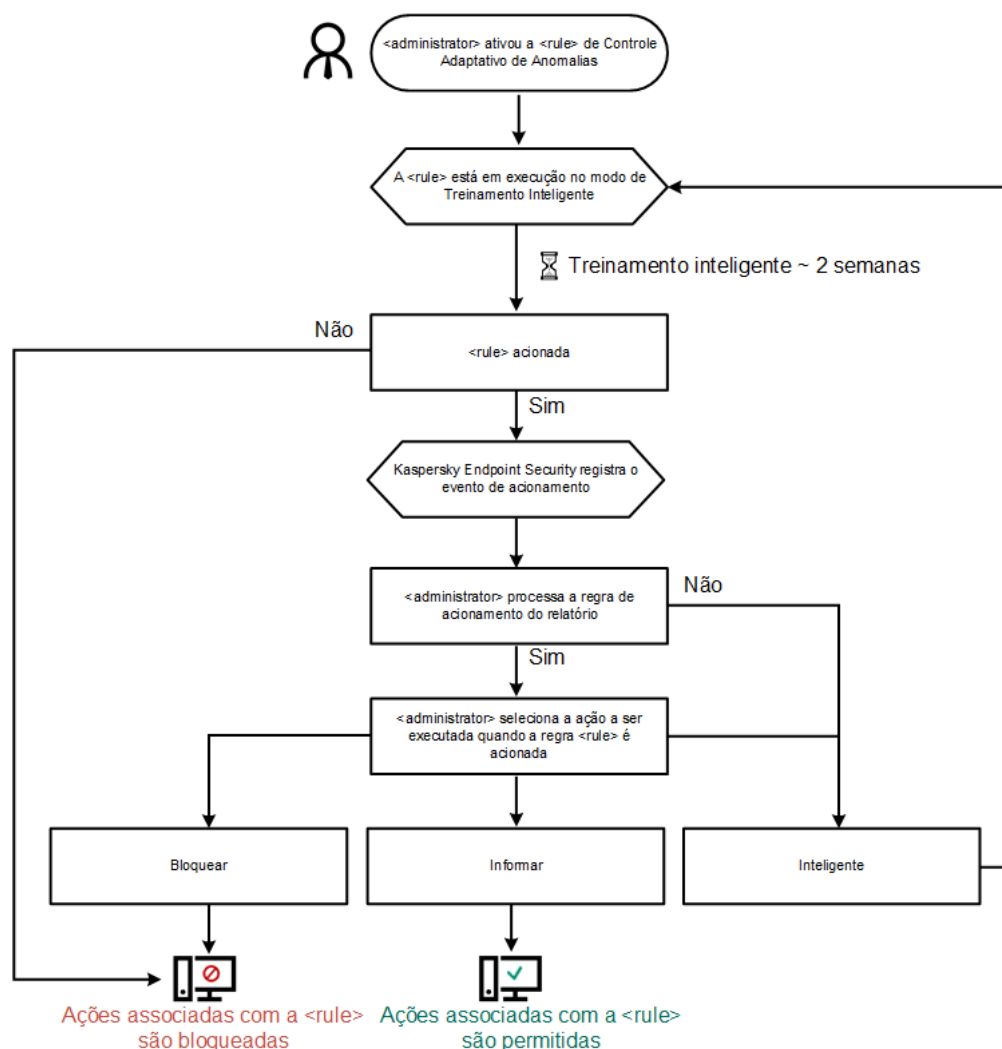 <administrator> ativou a <rule> de Controle
Adaptativo de Anomalias
A <rule> está em execução no modo de
Treinamento Inteligente
Treinamento inteligente ~ 2 semanas
Não
<rule> acionada
Sim
Kaspersky Endpoint Security registra o
evento de acionamento
<administrator> processa a regra de
acionamento do relatório
Não
Sim
<administrator> seleciona a ação a ser
executada quando a regra <rule> é
acionada
Bloquear
Informar
Inteligente
Ações associadas com a <rule>
são bloqueadas
Ações associadas com a <rule>
são permitidas